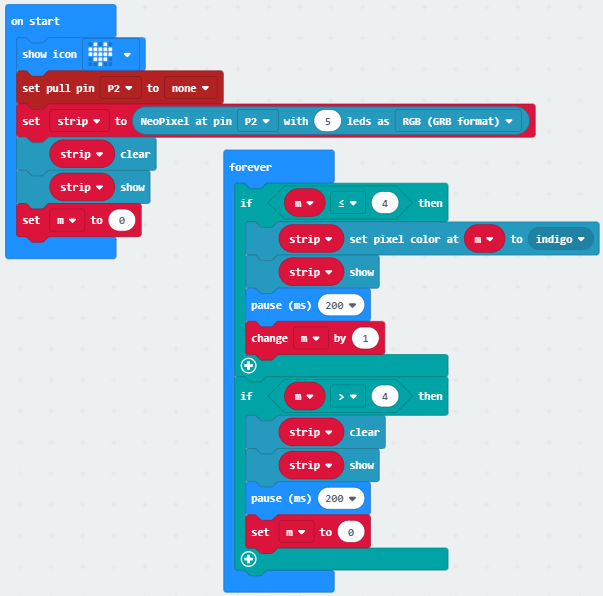 on start
show icon
set pull pin P2 to none
set strip to NeoPixel at pin P2 with 5 leds as RGB (GRB format)
strip clear
strip show
set m to 0
forever
if m ≤ 4 then
strip set pixel color at m to indigo
strip show
pause (ms) 200
change m by 1
if m > 4 then
strip clear
strip show
pause (ms) 200
set m to 0